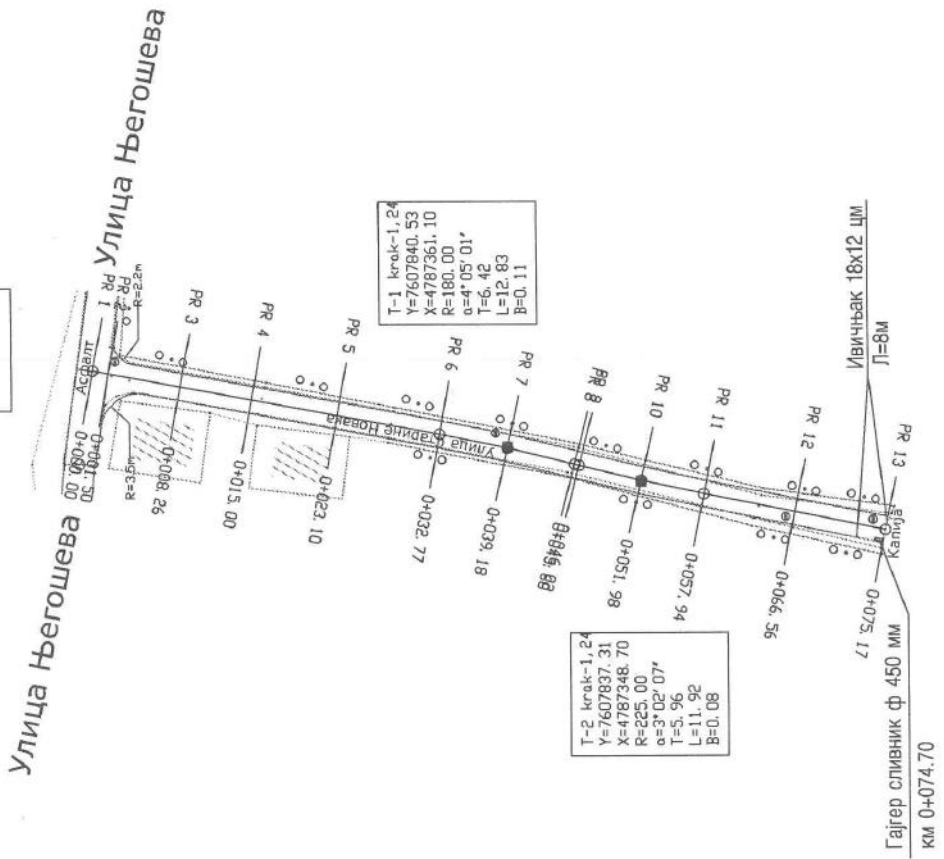 Улица Његошева
Улица Његошева
Асфалт
R=2.2m
R=3.5m
PR 1
PR 3
PR 4
PR 5
PR 6
PR 7
PR 8
PR 10
PR 11
PR 12
PR 13
0+000.00
0+001.50
0+008.26
0+015.00
0+023.10
0+032.77
0+039.18
0+051.98
0+057.94
0+066.56
0+075.17
Улица Старине Новака
T-1 krak-1,24
Y=7607840.53
X=4787361.10
R=180.00
α=4°05'01"
T=6.42
L=12.83
B=0.11
T-2 krak-1,24
Y=7607837.31
X=4787348.70
R=225.00
α=3°02'07"
T=5.96
L=11.92
B=0.08
Ивичњак 18x12 цм
Л=8м
Капија
Гајгер сливник ф 450 мм
км 0+074.70